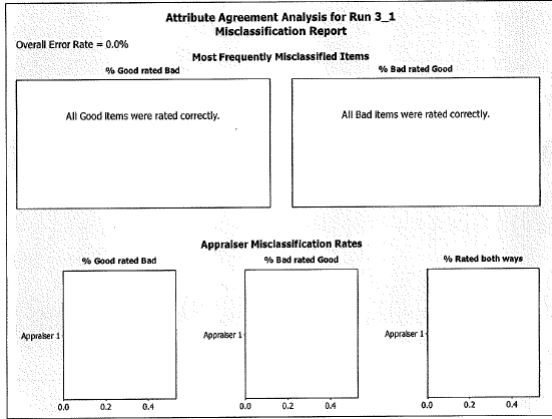 Attribute Agreement Analysis for Run 3_1
Misclassification Report
Overall Error Rate = 0.0%
Most Frequently Misclassified Items
% Good rated Bad
% Bad rated Good
All Good items were rated correctly.
All Bad items were rated correctly.
Appraiser Misclassification Rates
% Good rated Bad
% Bad rated Good
% Rated both ways
Appraiser 1
Appraiser 1
Appraiser 1
0.0 0.2 0.4
0.0 0.2 0.4
0.0 0.2 0.4